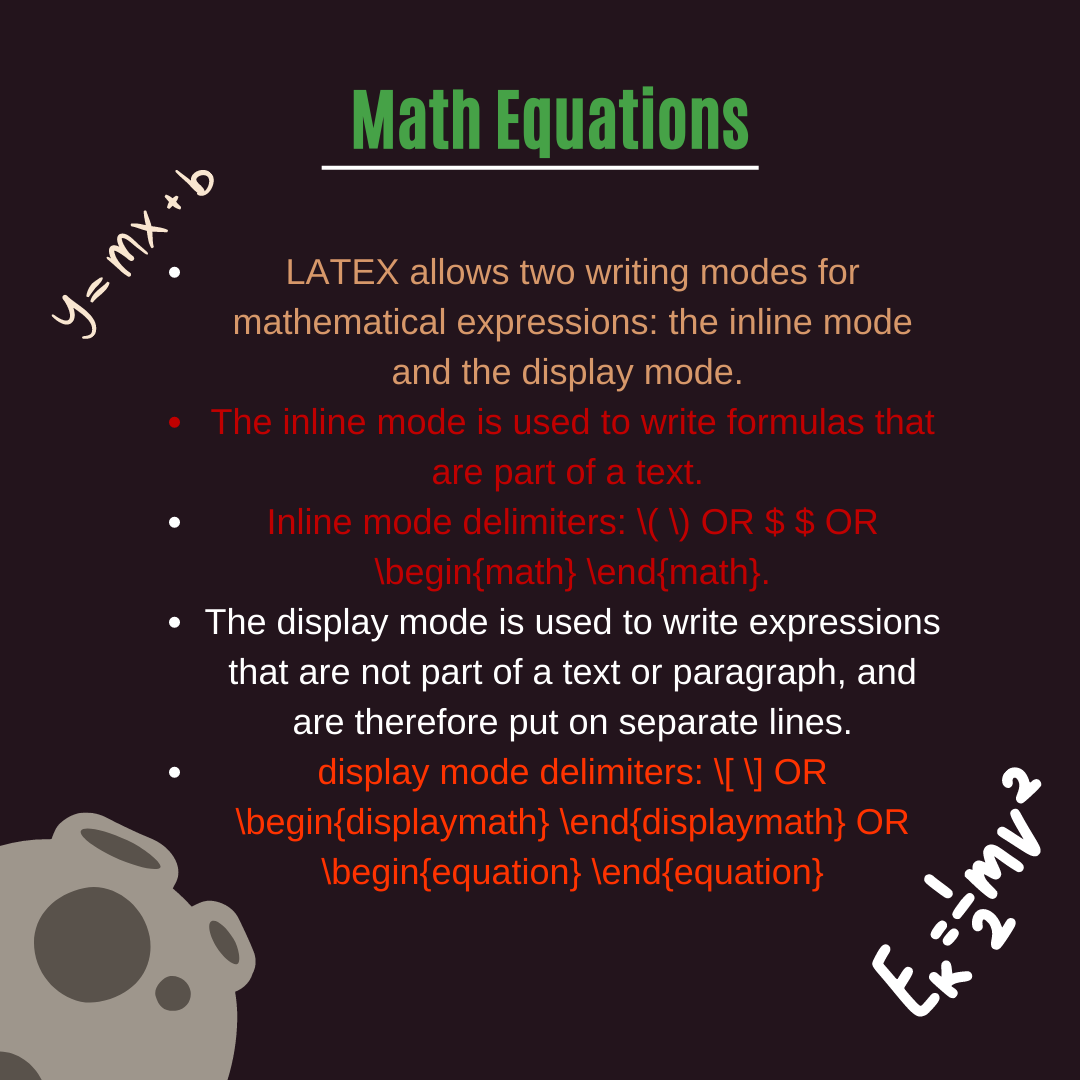 Math Equations
y = mx + b
• LATEX allows two writing modes for
mathematical expressions: the inline mode
and the display mode.
• The inline mode is used to write formulas that
are part of a text.
• Inline mode delimiters: \( \) OR $ $ OR
\begin{math} \end{math}.
• The display mode is used to write expressions
that are not part of a text or paragraph, and
are therefore put on separate lines.
• display mode delimiters: \[ \] OR
\begin{displaymath} \end{displaymath} OR
\begin{equation} \end{equation}
Eₖ = 1/2 mv²